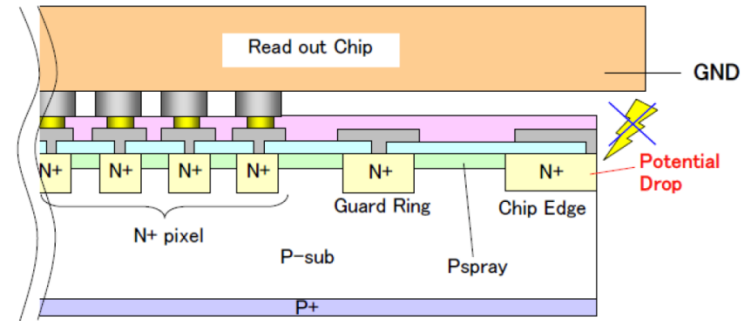 Read out Chip
GND
Potential
Drop
N+ N+ N+ N+ N+ N+
Guard Ring
Chip Edge
N+ pixel
P-sub
Pspray
P+